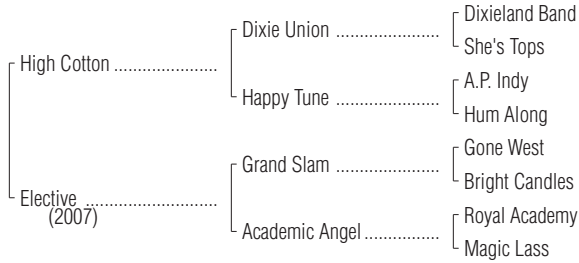 Dixieland Band
Dixie Union ......................
She's Tops
High Cotton ......................
A.P. Indy
Happy Tune ......................
Hum Along
Gone West
Grand Slam ......................
Bright Candles
Elective ............................
(2007)
Royal Academy
Academic Angel ................
Magic Lass